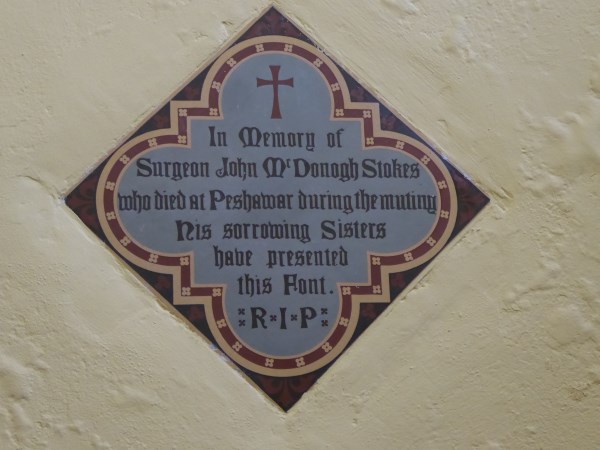 In Memory of
Surgeon John McDonogh Stokes
who died at Peshawar during the mutiny
His sorrowing Sisters
have presented
this Font.
R·I·P